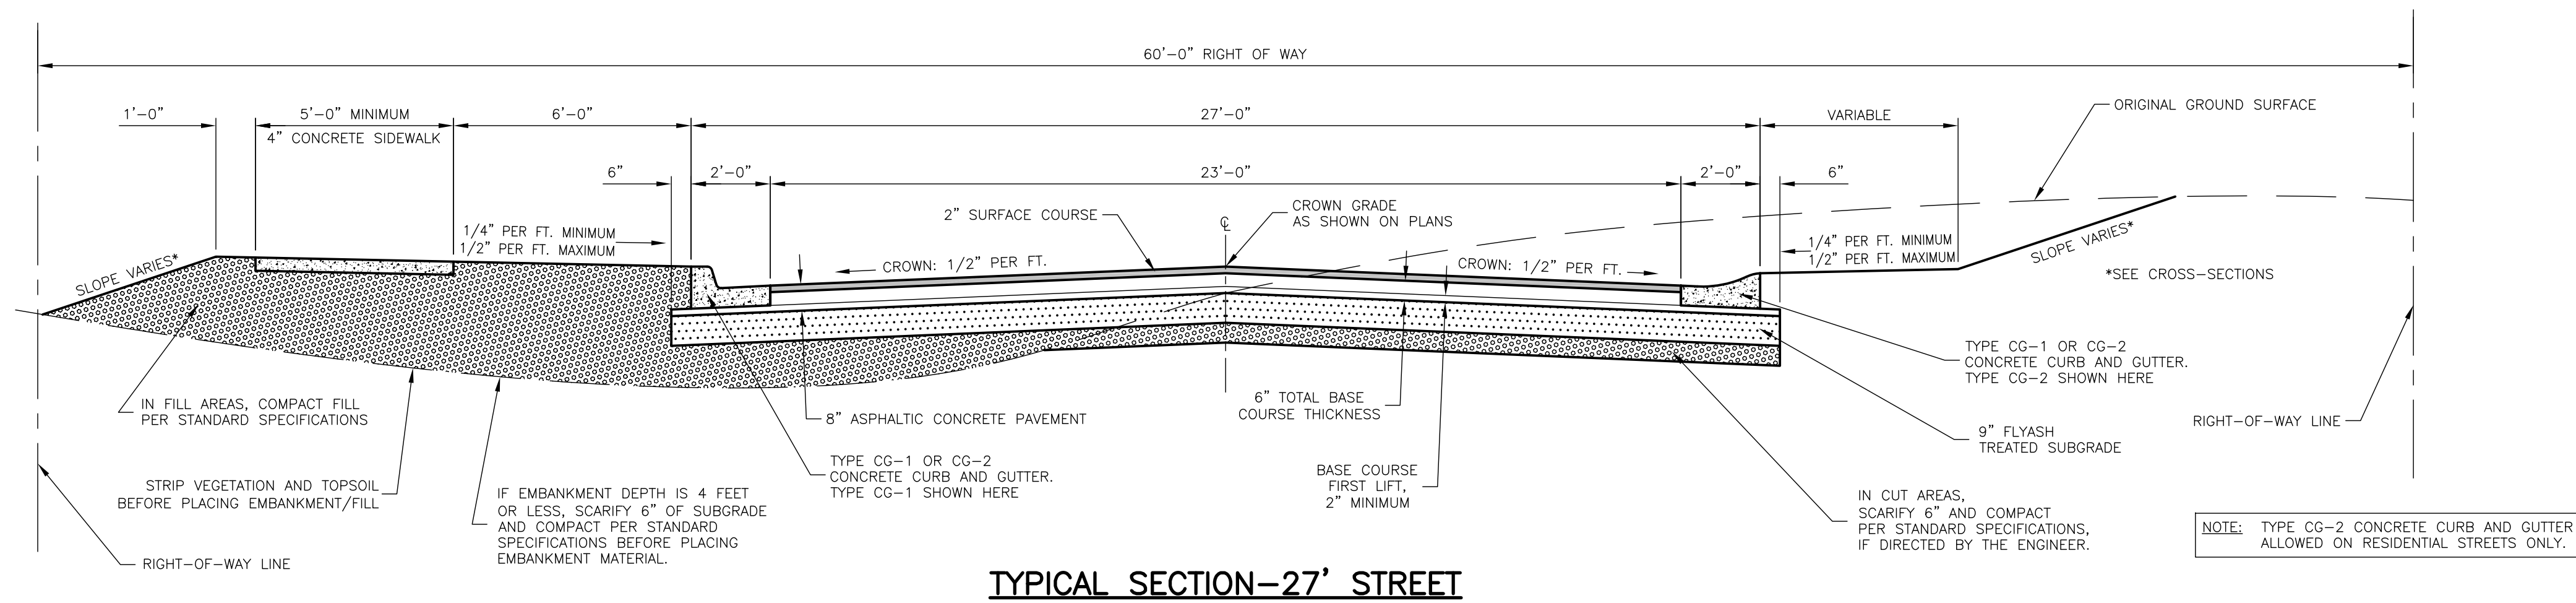 60'-0" RIGHT OF WAY
1'-0"
5'-0" MINIMUM
4" CONCRETE SIDEWALK
6'-0"
27'-0"
VARIABLE
ORIGINAL GROUND SURFACE
6"
2'-0"
23'-0"
2'-0"
6"
2" SURFACE COURSE
CROWN GRADE
AS SHOWN ON PLANS
℄
1/4" PER FT. MINIMUM
1/2" PER FT. MAXIMUM
1/4" PER FT. MINIMUM
1/2" PER FT. MAXIMUM
SLOPE VARIES*
CROWN: 1/2" PER FT.
CROWN: 1/2" PER FT.
SLOPE VARIES*
*SEE CROSS-SECTIONS
IN FILL AREAS, COMPACT FILL
PER STANDARD SPECIFICATIONS
8" ASPHALTIC CONCRETE PAVEMENT
6" TOTAL BASE
COURSE THICKNESS
TYPE CG-1 OR CG-2
CONCRETE CURB AND GUTTER.
TYPE CG-2 SHOWN HERE
RIGHT-OF-WAY LINE
9" FLYASH
TREATED SUBGRADE
STRIP VEGETATION AND TOPSOIL
BEFORE PLACING EMBANKMENT/FILL
IF EMBANKMENT DEPTH IS 4 FEET
OR LESS, SCARIFY 6" OF SUBGRADE
AND COMPACT PER STANDARD
SPECIFICATIONS BEFORE PLACING
EMBANKMENT MATERIAL.
TYPE CG-1 OR CG-2
CONCRETE CURB AND GUTTER.
TYPE CG-1 SHOWN HERE
BASE COURSE
FIRST LIFT,
2" MINIMUM
IN CUT AREAS,
SCARIFY 6" AND COMPACT
PER STANDARD SPECIFICATIONS,
IF DIRECTED BY THE ENGINEER.
NOTE: TYPE CG-2 CONCRETE CURB AND GUTTER
ALLOWED ON RESIDENTIAL STREETS ONLY.
RIGHT-OF-WAY LINE
TYPICAL SECTION-27' STREET